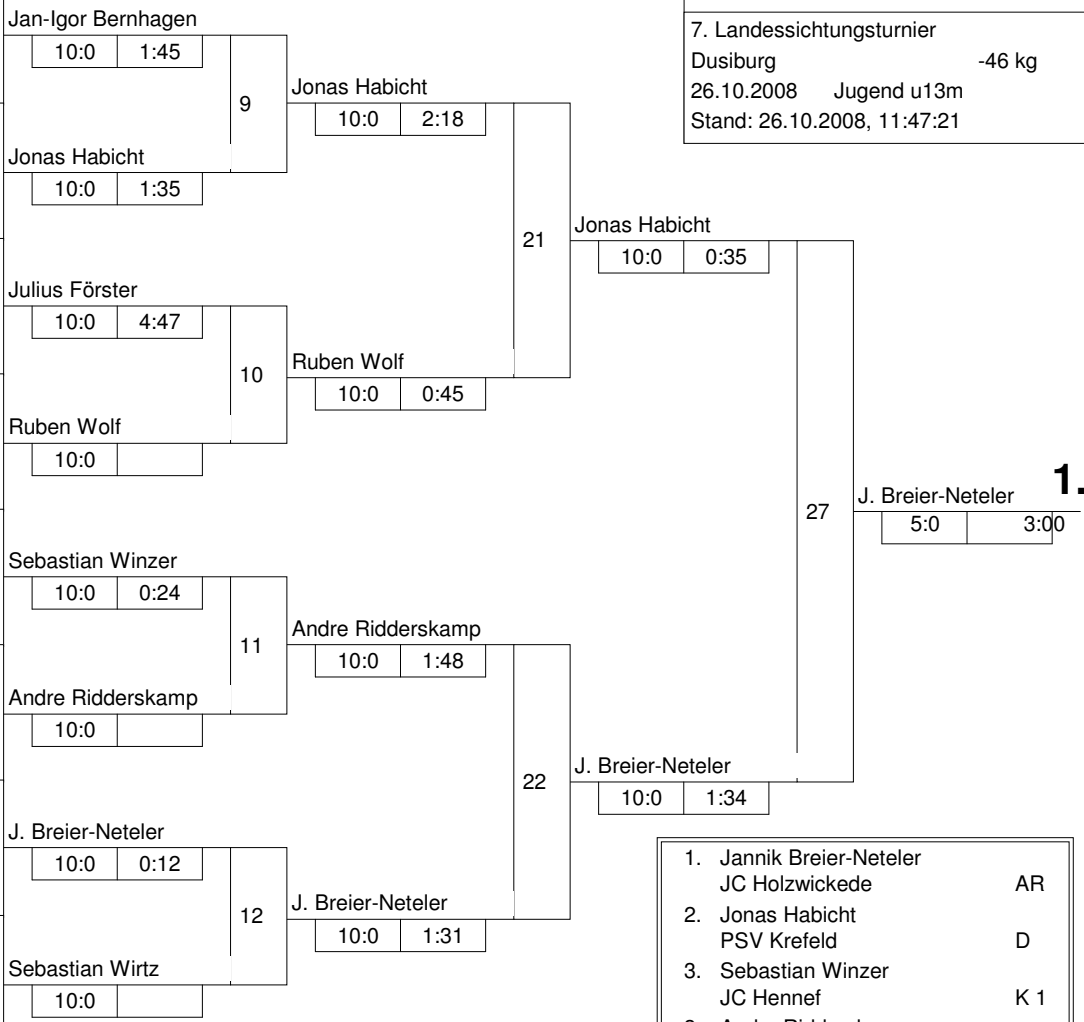 7. Landessichtungsturnier
Dusiburg -46 kg
26.10.2008 Jugend u13m
Stand: 26.10.2008, 11:47:21
Jan-Igor Bernhagen
10:0 1:45
9
Jonas Habicht
10:0 2:18
Jonas Habicht
10:0 1:35
21
Jonas Habicht
10:0 0:35
Julius Förster
10:0 4:47
10
Ruben Wolf
10:0 0:45
Ruben Wolf
10:0
27
J. Breier-Neteler 1.
5:0 3:00
Sebastian Winzer
10:0 0:24
11
Andre Ridderskamp
10:0 1:48
Andre Ridderskamp
10:0
22
J. Breier-Neteler
10:0 1:34
J. Breier-Neteler
10:0 0:12
12
J. Breier-Neteler
10:0 1:31
Sebastian Wirtz
10:0
1. Jannik Breier-Neteler
JC Holzwickede AR
2. Jonas Habicht
PSV Krefeld D
3. Sebastian Winzer
JC Hennef K 1